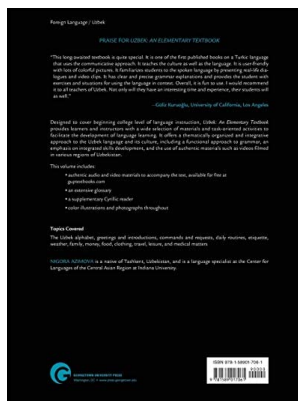 Foreign Language / Uzbek
PRAISE FOR UZBEK: AN ELEMENTARY TEXTBOOK
"This long awaited textbook is quite special. It is one of the first published books on a Turkic language
that uses the communicative approach. It teaches the culture as well as the language. It is user-friendly
with lots of colorful pictures. It familiarizes students to the spoken language by presenting real-life dia-
logues and video clips. It has clear and precise grammar explanations and provides the student with
exercises and situations for using the language in context. Overall, it is fun to use. I would recommend
it to all teachers of Uzbek. Not only will they have an interesting time and experience, their students will
as well."
University of California, Los Angeles
Designed to cover beginning college level of language instruction, Uzbek: An Elementary Textbook
provides learners and instructors with a wide selection of materials and task-oriented activities to
facilitate the development of language learning. It offers a thematically organized and integrative
approach to the Uzbek language and its culture, including a functional approach to grammar, an
emphasis on integrated skills development, and the use of authentic materials such as videos filmed
in various regions of Uzbekistan.
This volume includes:
• authentic audio and video materials to accompany the text, available for free at
guptextbooks.com
• an extensive glossary
• a supplementary Cyrillic reader
• color illustrations and photographs throughout
Topics Covered
The Uzbek alphabet, greetings and introductions, commands and requests, daily routines, etiquette,
weather, family, money, food, clothing, travel, leisure, and medical matters
NIGORA AZIMOVA is a native of Tashkent, Uzbekistan, and is a language specialist at the Center for
Languages of the Central Asian Region at Indiana University.
GEORGETOWN UNIVERSITY PRESS